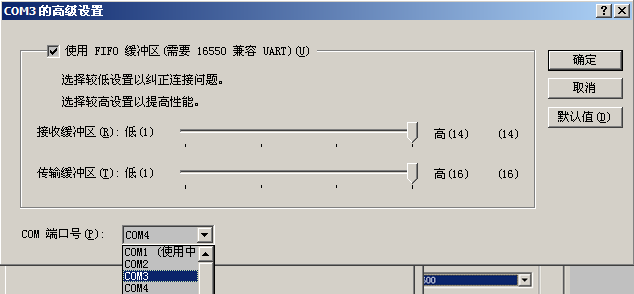 COM3 的高级设置
使用 FIFO 缓冲区(需要 16550 兼容 UART)(U)
确定
选择较低设置以纠正连接问题。
取消
选择较高设置以提高性能。
默认值(D)
接收缓冲区(R): 低(1) 高(14) (14)
传输缓冲区(T): 低(1) 高(16) (16)
COM 端口号(P): COM4
COM1 (使用中
COM2
COM3
COM4